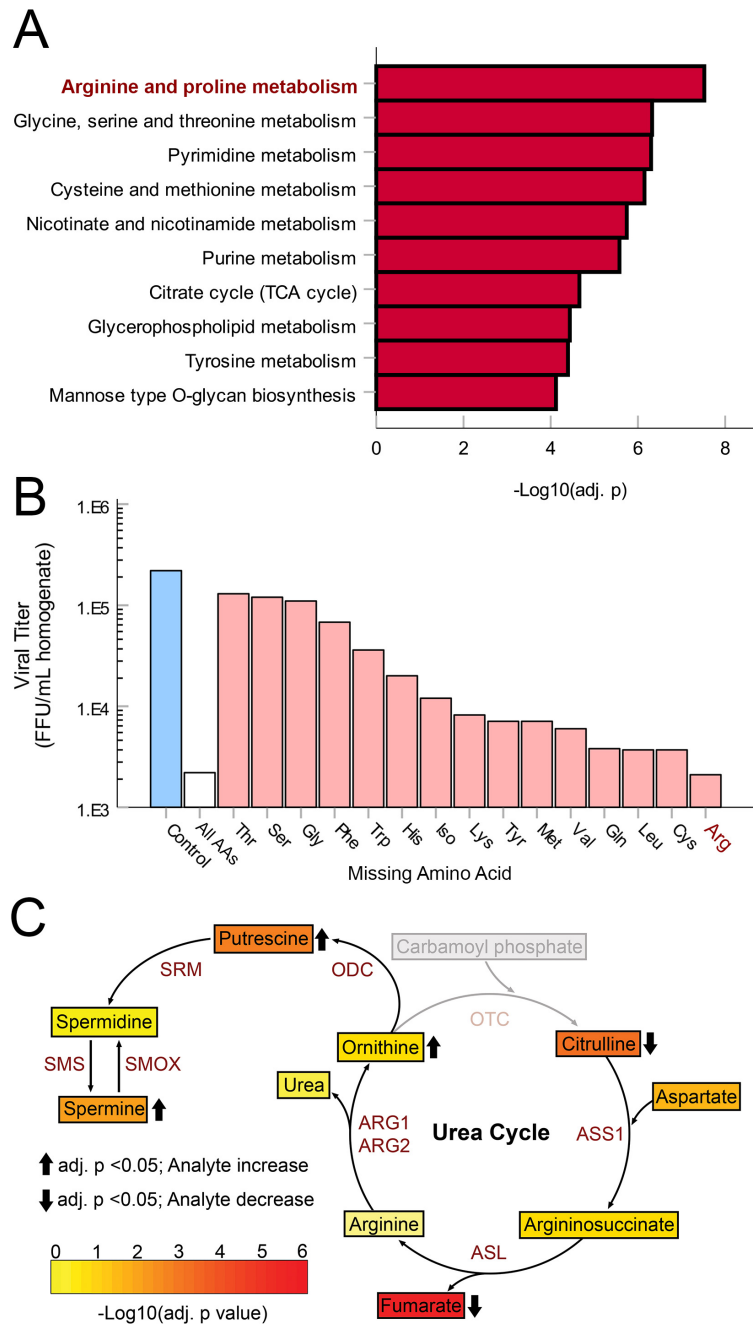 A
Arginine and proline metabolism
Glycine, serine and threonine metabolism
Pyrimidine metabolism
Cysteine and methionine metabolism
Nicotinate and nicotinamide metabolism
Purine metabolism
Citrate cycle (TCA cycle)
Glycerophospholipid metabolism
Tyrosine metabolism
Mannose type O-glycan biosynthesis
0 2 4 6 8
-Log10(adj. p)
B
Viral Titer
(FFU/mL homogenate)
1.E6
1.E5
1.E4
1.E3
Control All AAs Thr Ser Gly Phe Trp His Iso Lys Tyr Met Val Gln Leu Cys Arg
Missing Amino Acid
C
Putrescine
Carbamoyl phosphate
SRM
ODC
OTC
Spermidine
Ornithine
Citrulline
SMS
SMOX
Urea
Aspartate
Spermine
ARG1
ARG2
Urea Cycle
ASS1
adj. p <0.05; Analyte increase
adj. p <0.05; Analyte decrease
Arginine
Argininosuccinate
ASL
0 1 2 3 4 5 6
-Log10(adj. p value)
Fumarate